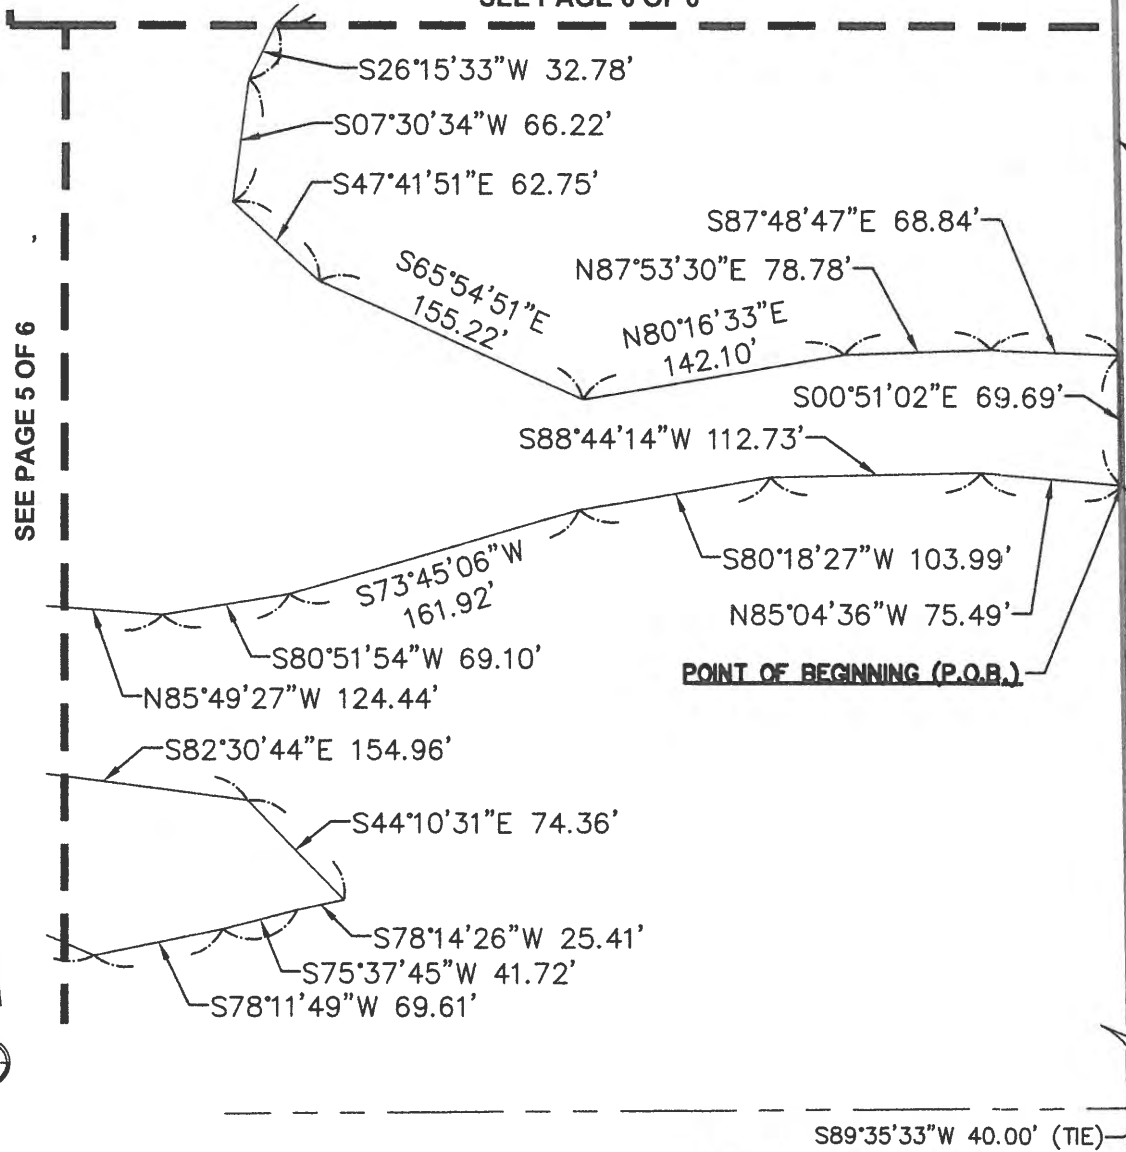 SEE PAGE 6 OF 6
S26°15'33"W 32.78'
S07°30'34"W 66.22'
S47°41'51"E 62.75'
S87°48'47"E 68.84'
S65°54'51"E
155.22'
N87°53'30"E 78.78'
N80°16'33"E
142.10'
SEE PAGE 5 OF 6
S00°51'02"E 69.69'
S88°44'14"W 112.73'
S73°45'06"W
161.92'
S80°18'27"W 103.99'
N85°04'36"W 75.49'
S80°51'54"W 69.10'
POINT OF BEGINNING (P.O.B.)
N85°49'27"W 124.44'
S82°30'44"E 154.96'
S44°10'31"E 74.36'
S78°14'26"W 25.41'
S75°37'45"W 41.72'
S78°11'49"W 69.61'
S89°35'33"W 40.00' (TIE)